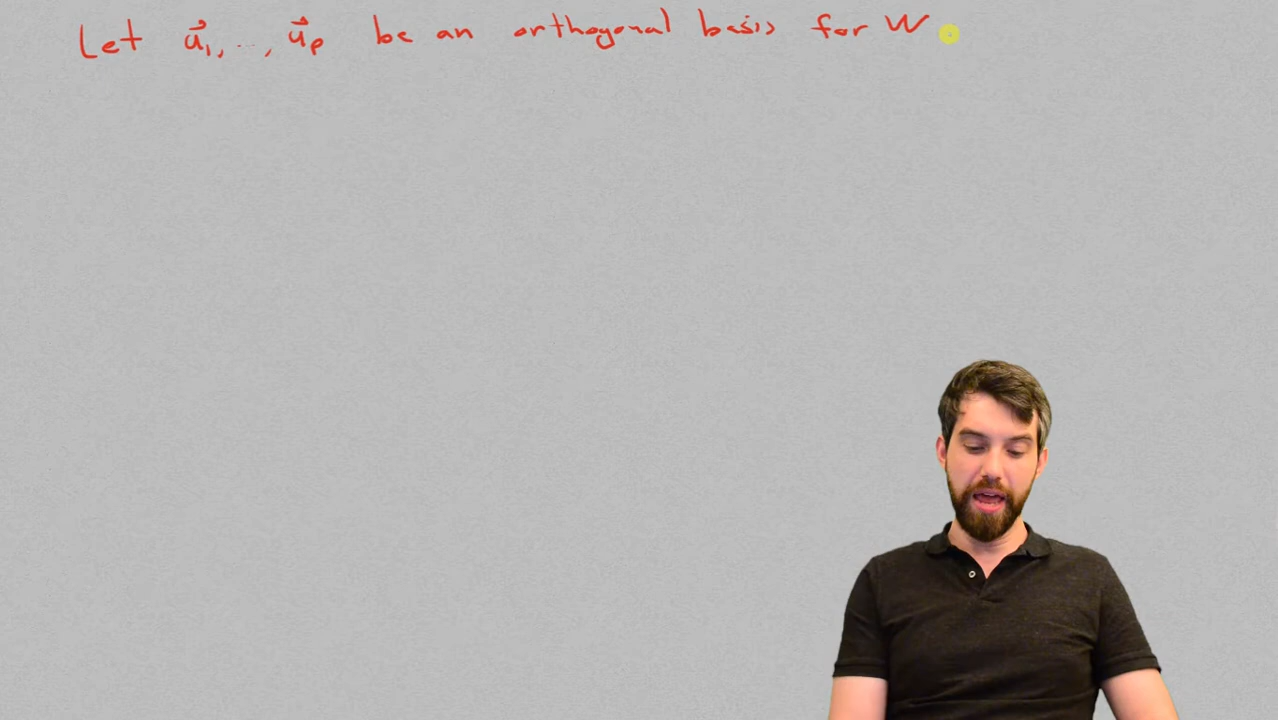 Let u⃗₁, ..., u⃗ₚ be an orthogonal basis for W